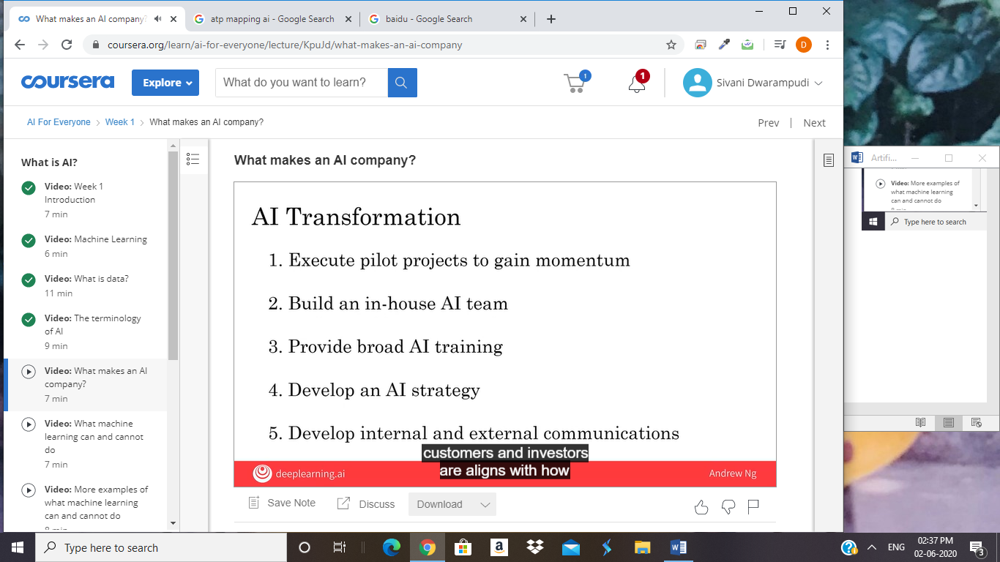 What makes an AI company?
atp mapping ai - Google Search
baidu - Google Search
coursera.org/learn/ai-for-everyone/lecture/KpuJd/what-makes-an-ai-company
D
coursera
Explore
What do you want to learn?
1
1
Sivani Dwarampudi
AI For Everyone
Week 1
What makes an AI company?
Prev
Next
What is AI?
Video: Week 1
Introduction
7 min
Video: Machine Learning
6 min
Video: What is data?
11 min
Video: The terminology
of AI
9 min
Video: What makes an AI
company?
7 min
Video: What machine
learning can and cannot
do
7 min
Video: More examples of
what machine learning
can and cannot do
What makes an AI company?
AI Transformation
1. Execute pilot projects to gain momentum
2. Build an in-house AI team
3. Provide broad AI training
4. Develop an AI strategy
5. Develop internal and external communications
customers and investors
are aligns with how
deeplearning.ai
Andrew Ng
Save Note
Discuss
Download
Artifi...
Video: More examples of
what machine learning
can and cannot do
Type here to search
Type here to search
ENG
02:37 PM
02-06-2020
3